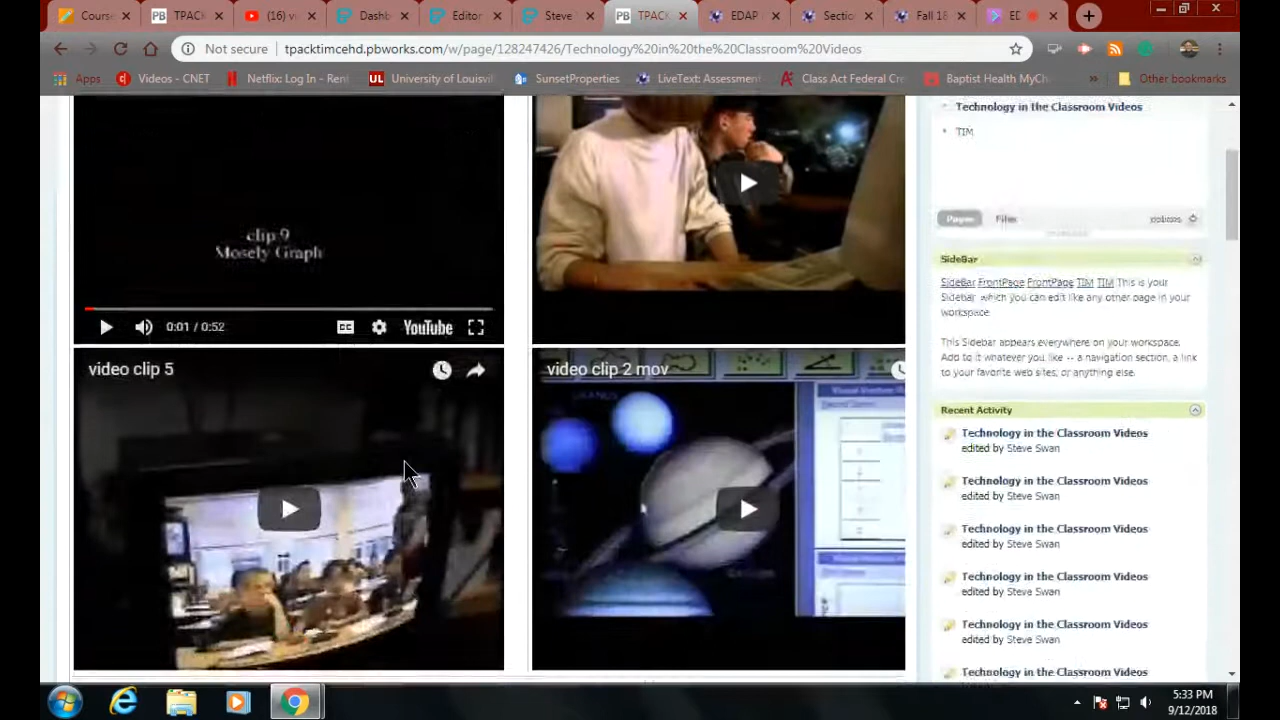 Course
TPACK
(16) v
Dashb
Editor
Steve
TPACK
EDAP
Sectio
Fall 18
ED
Not secure
tpacktimcehd.pbworks.com/w/page/128247426/Technology%20in%20the%20Classroom%20Videos
Apps
Videos - CNET
Netflix: Log In - Rent
University of Louisvil
SunsetProperties
LiveText: Assessment
Class Act Federal Cre
Baptist Health MyCh
»
Other bookmarks
clip 9
Mosely Graph
0:01 / 0:52
CC
YouTube
video clip 5
video clip 2 mov
URANUS
Technology in the Classroom Videos
TIM
Pages
Files
options
SideBar
SideBar FrontPage FrontPage TIM TIM This is your
Sidebar, which you can edit like any other page in your
workspace.
This Sidebar appears everywhere on your workspace.
Add to it whatever you like -- a navigation section, a link
to your favorite web sites, or anything else.
Recent Activity
Technology in the Classroom Videos
edited by Steve Swan
Technology in the Classroom Videos
edited by Steve Swan
Technology in the Classroom Videos
edited by Steve Swan
Technology in the Classroom Videos
edited by Steve Swan
Technology in the Classroom Videos
edited by Steve Swan
Technology in the Classroom Videos
5:33 PM
9/12/2018